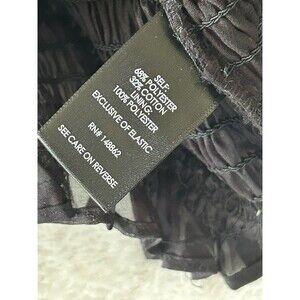 SELF:
68% POLYESTER
32% COTTON
LINING:
100% POLYESTER
EXCLUSIVE OF ELASTIC
RN# 148862
SEE CARE ON REVERSE